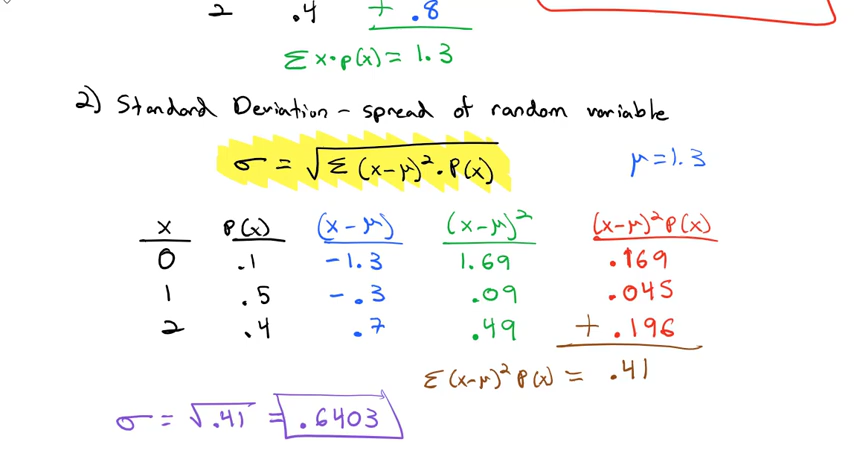 2 .4 + .8
Σ x·p(x) = 1.3
2) Standard Deviation – spread of random variable
σ = √Σ (x-μ)²·P(x)
μ = 1.3
x P(x) (x-μ) (x-μ)² (x-μ)²P(x)
0 .1 -1.3 1.69 .169
1 .5 -.3 .09 .045
2 .4 .7 .49 + .196
Σ(x-μ)² P(x) = .41
σ = √.41 = .6403